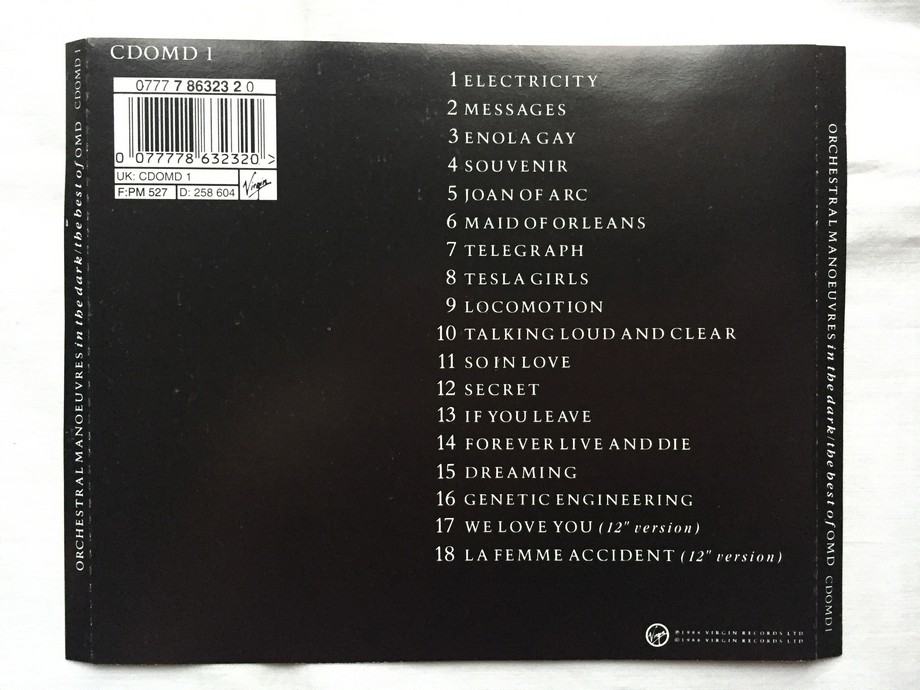 CDOMD 1
0777 7 86323 2 0
0 077778 632320 >
UK: CDOMD 1
F:PM 527
D: 258 604
Virgin
1 ELECTRICITY
2 MESSAGES
3 ENOLA GAY
4 SOUVENIR
5 JOAN OF ARC
6 MAID OF ORLEANS
7 TELEGRAPH
8 TESLA GIRLS
9 LOCOMOTION
10 TALKING LOUD AND CLEAR
11 SO IN LOVE
12 SECRET
13 IF YOU LEAVE
14 FOREVER LIVE AND DIE
15 DREAMING
16 GENETIC ENGINEERING
17 WE LOVE YOU (12" version)
18 LA FEMME ACCIDENT (12" version)
Virgin
℗ 1988 VIRGIN RECORDS LTD
© 1988 VIRGIN RECORDS LTD
ORCHESTRAL MANOEUVRES in the dark/the best of OMD CDOMD 1
ORCHESTRAL MANOEUVRES in the dark/the best of OMD CDOMD 1